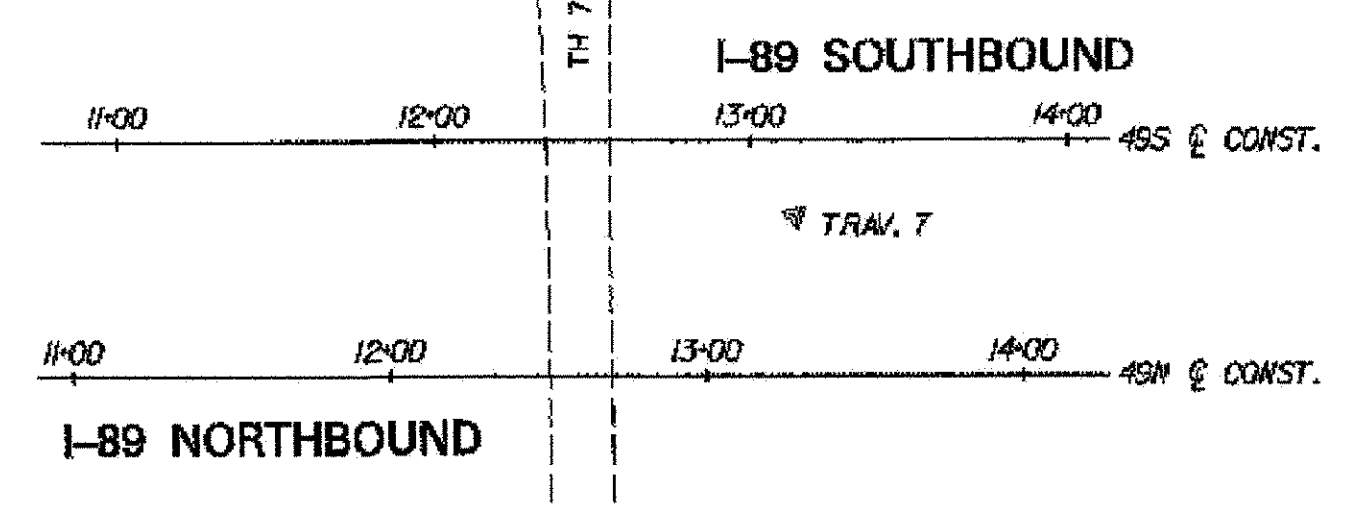 TH 7
I-89 SOUTHBOUND
11+00 12+00 13+00 14+00
49S ℄ CONST.
TRAV. 7
11+00 12+00 13+00 14+00
49N ℄ CONST.
I-89 NORTHBOUND